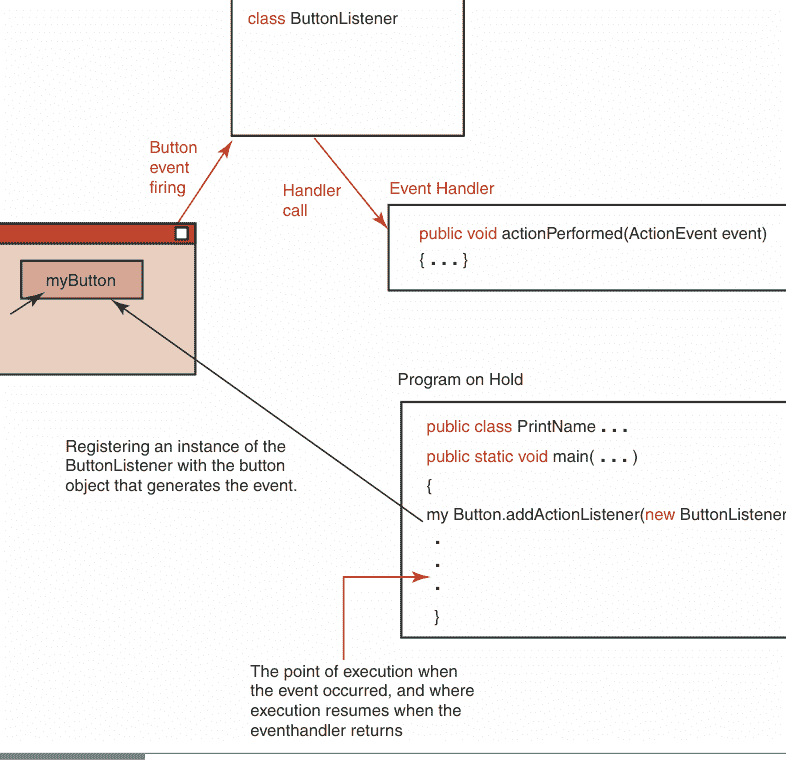 class ButtonListener
Button
event
firing
Handler
call
Event Handler
public void actionPerformed(ActionEvent event)
{ . . . }
myButton
Program on Hold
public class PrintName . . .
public static void main( . . . )
{
my Button.addActionListener(new ButtonListener
.
.
.
}
Registering an instance of the
ButtonListener with the button
object that generates the event.
The point of execution when
the event occurred, and where
execution resumes when the
eventhandler returns